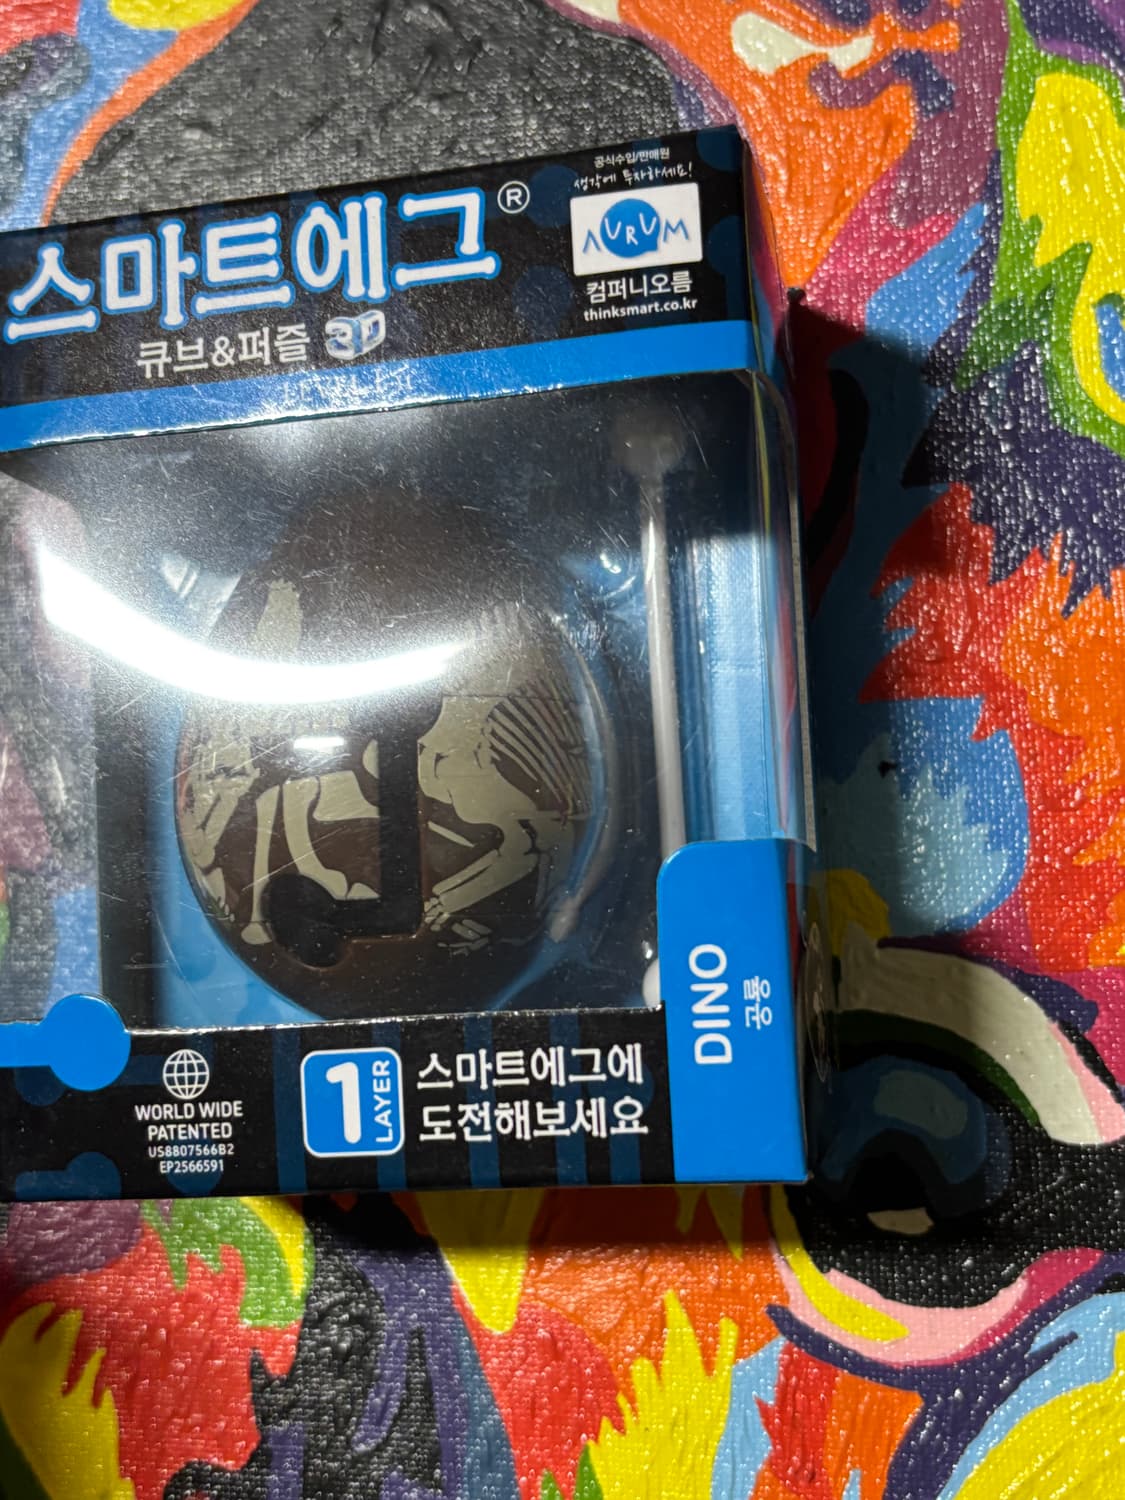 스마트에그®
큐브&퍼즐 3D
공식수입/판매원
생각에 투자하세요!
AURUM
컴퍼니오름
thinksmart.co.kr
WORLD WIDE
PATENTED
US8807566B2
EP2566591
1 LAYER
스마트에그에
도전해보세요
DINO
공룡